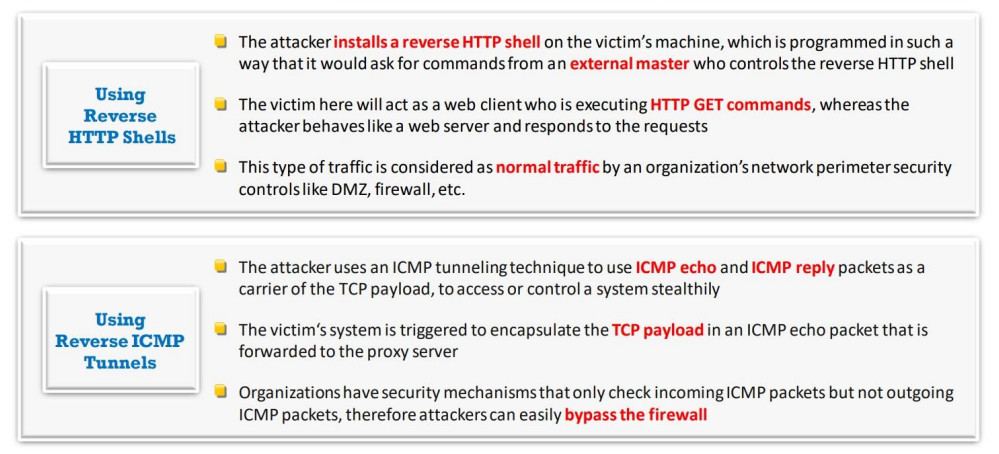 Using
Reverse
HTTP Shells
The attacker installs a reverse HTTP shell on the victim's machine, which is programmed in such a
way that it would ask for commands from an external master who controls the reverse HTTP shell
The victim here will act as a web client who is executing HTTP GET commands, whereas the
attacker behaves like a web server and responds to the requests
This type of traffic is considered as normal traffic by an organization's network perimeter security
controls like DMZ, firewall, etc.
Using
Reverse ICMP
Tunnels
The attacker uses an ICMP tunneling technique to use ICMP echo and ICMP reply packets as a
carrier of the TCP payload, to access or control a system stealthily
The victim's system is triggered to encapsulate the TCP payload in an ICMP echo packet that is
forwarded to the proxy server
Organizations have security mechanisms that only check incoming ICMP packets but not outgoing
ICMP packets, therefore attackers can easily bypass the firewall